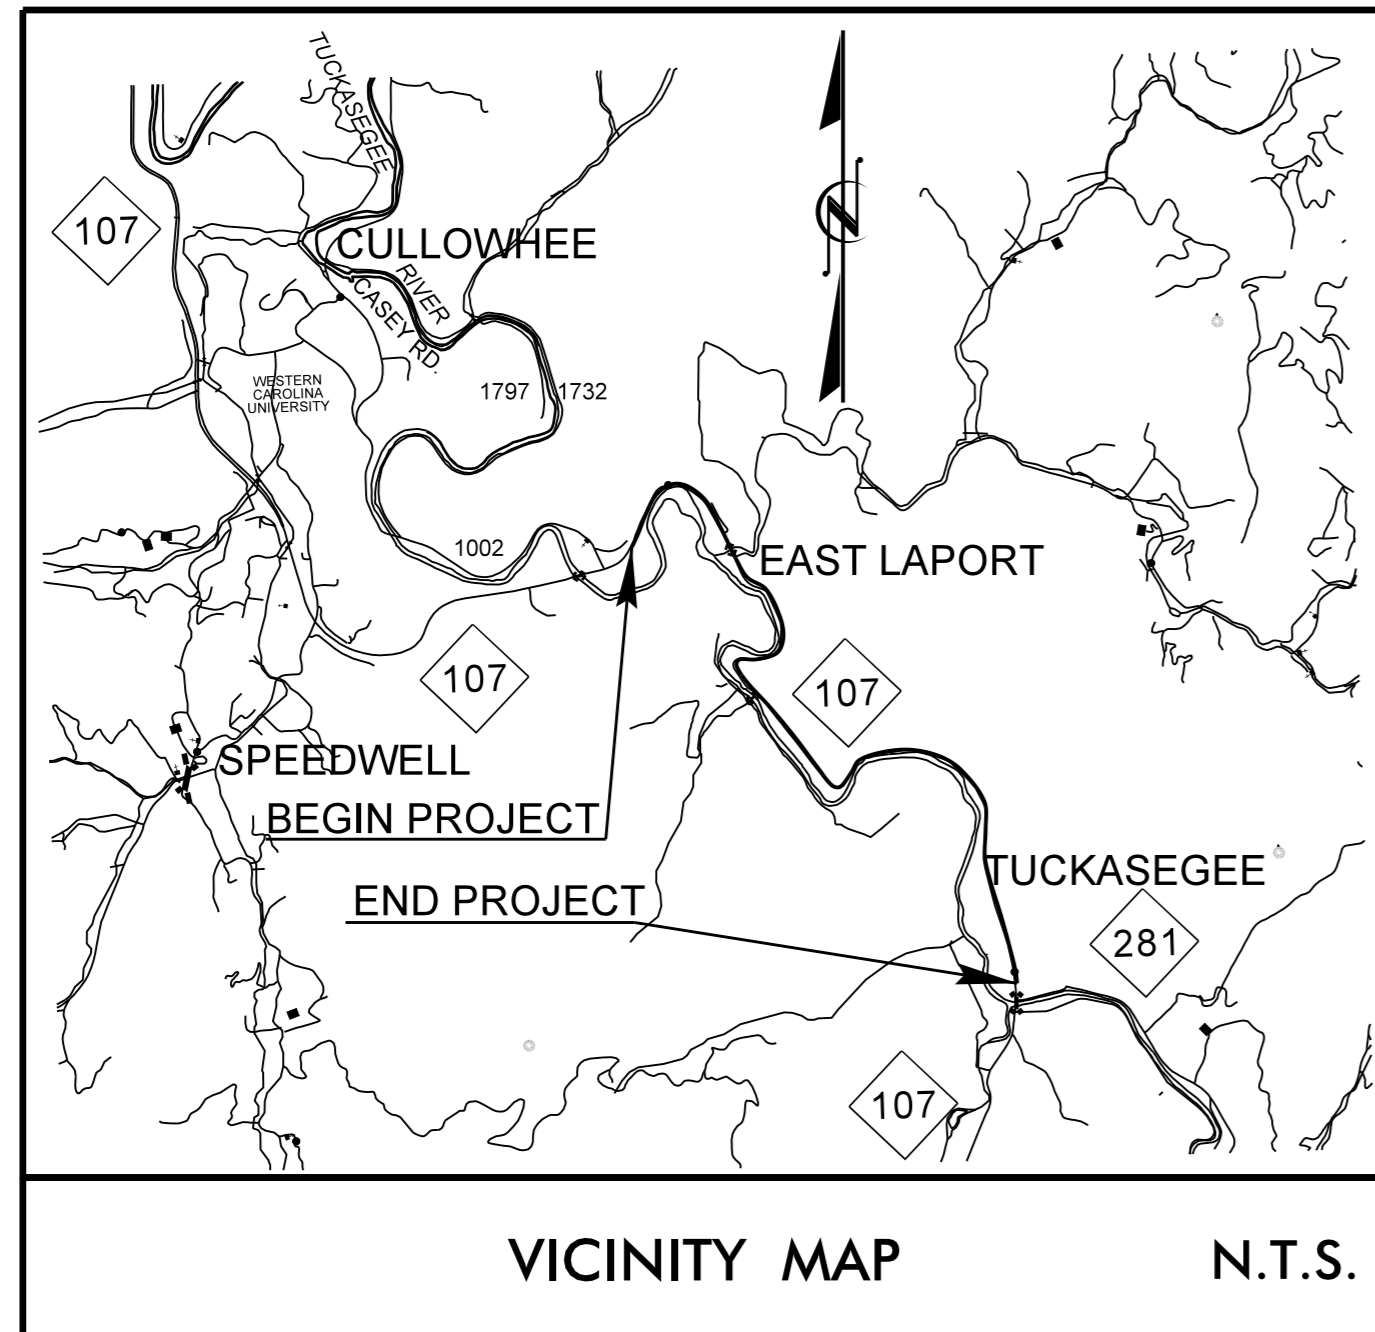 TUCKASEGEE
107
CULLOWHEE
RIVER
CASEY RD.
WESTERN
CAROLINA
UNIVERSITY
1797
1732
1002
EAST LAPORT
107
107
SPEEDWELL
BEGIN PROJECT
TUCKASEGEE
END PROJECT
281
107
N
VICINITY MAP
N.T.S.